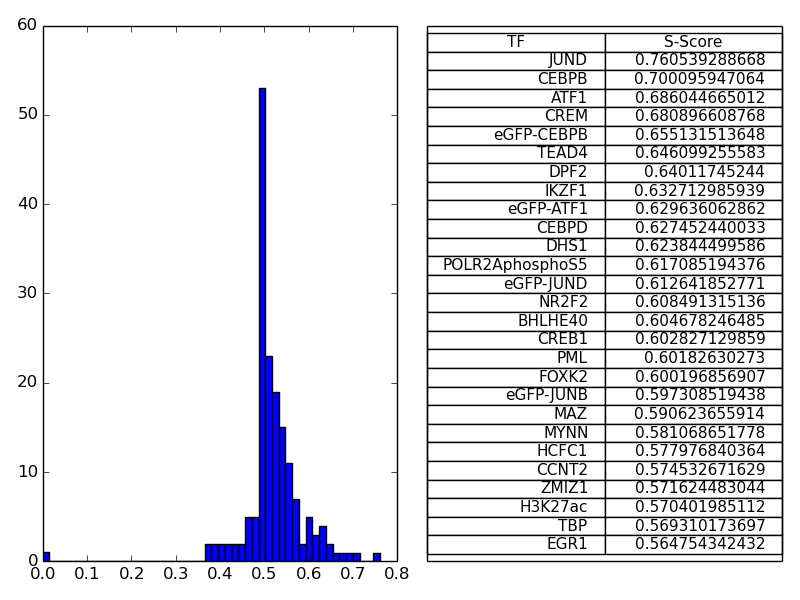 60
50
40
30
20
10
0
0.0 0.1 0.2 0.3 0.4 0.5 0.6 0.7 0.8
TF S-Score
JUND 0.760539288668
CEBPB 0.700095947064
ATF1 0.686044665012
CREM 0.680896608768
eGFP-CEBPB 0.655131513648
TEAD4 0.646099255583
DPF2 0.64011745244
IKZF1 0.632712985939
eGFP-ATF1 0.629636062862
CEBPD 0.627452440033
DHS1 0.623844499586
POLR2AphosphoS5 0.617085194376
eGFP-JUND 0.612641852771
NR2F2 0.608491315136
BHLHE40 0.604678246485
CREB1 0.602827129859
PML 0.60182630273
FOXK2 0.600196856907
eGFP-JUNB 0.597308519438
MAZ 0.590623655914
MYNN 0.581068651778
HCFC1 0.577976840364
CCNT2 0.574532671629
ZMIZ1 0.571624483044
H3K27ac 0.570401985112
TBP 0.569310173697
EGR1 0.564754342432